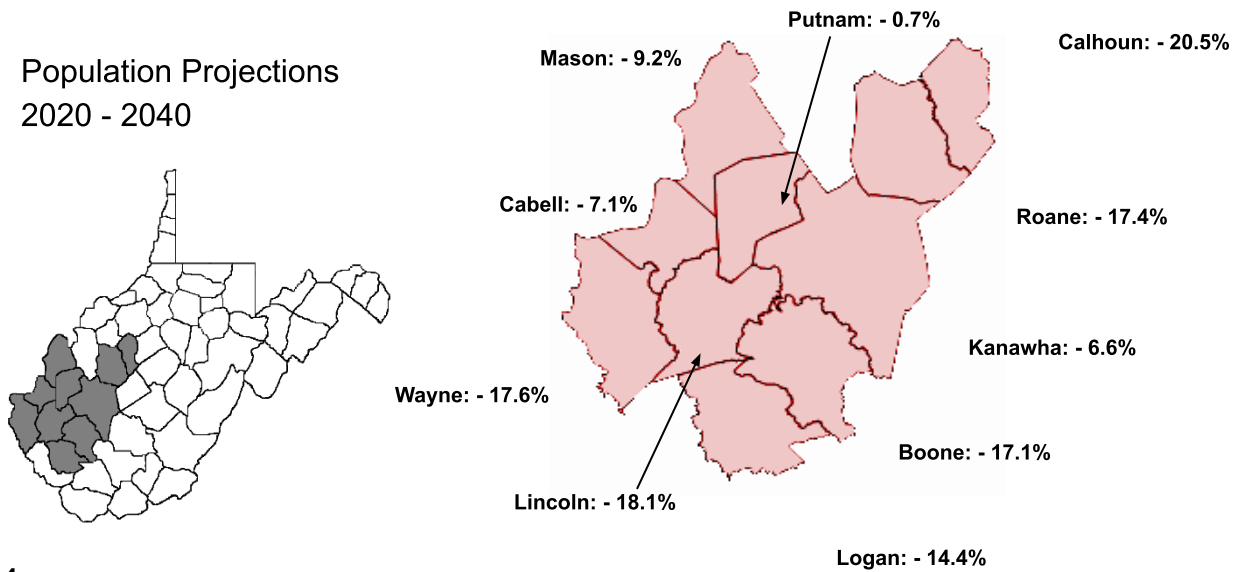 Putnam: - 0.7%
Mason: - 9.2%
Calhoun: - 20.5%
Population Projections
2020 - 2040
Cabell: - 7.1%
Roane: - 17.4%
Kanawha: - 6.6%
Wayne: - 17.6%
Boone: - 17.1%
Lincoln: - 18.1%
Logan: - 14.4%